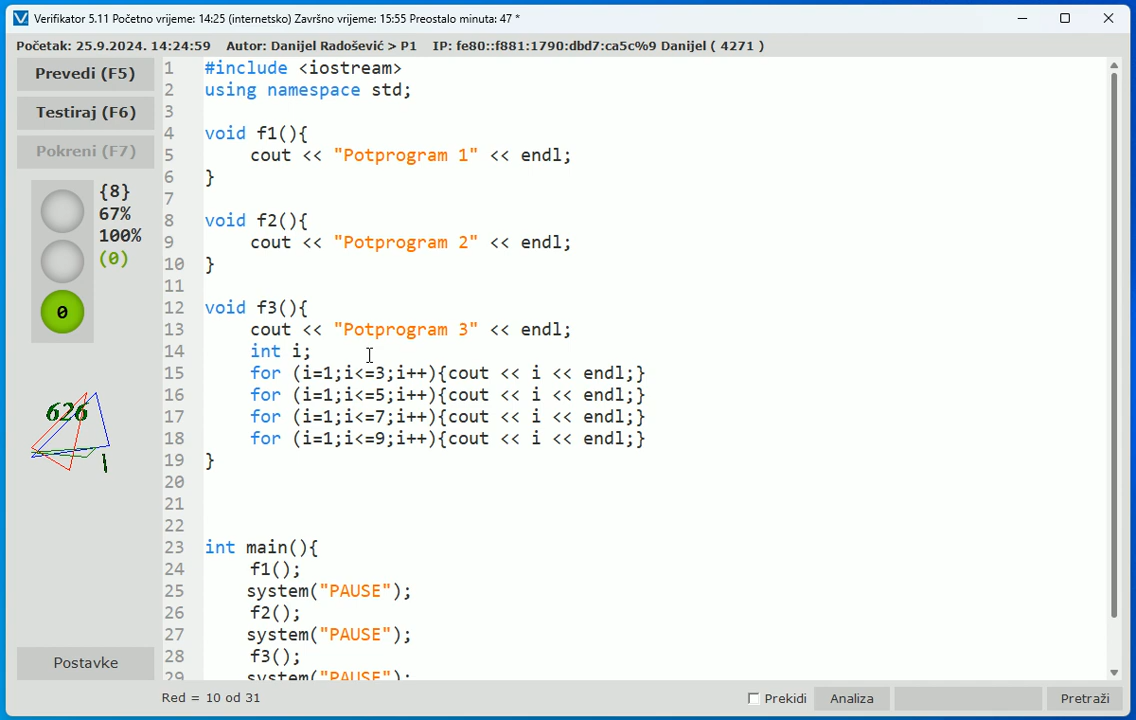 Verifikator 5.11 Početno vrijeme: 14:25 (internetsko) Završno vrijeme: 15:55 Preostalo minuta: 47 *
Početak: 25.9.2024. 14:24:59 Autor: Danijel Radošević > P1 IP: fe80::f881:1790:dbd7:ca5c%9 Danijel ( 4271 )
Prevedi (F5)
Testiraj (F6)
Pokreni (F7)
{8}
67%
100%
(0)
0
626
1
Postavke
1 #include <iostream>
2 using namespace std;
3
4 void f1(){
5 cout << "Potprogram 1" << endl;
6 }
7
8 void f2(){
9 cout << "Potprogram 2" << endl;
10 }
11
12 void f3(){
13 cout << "Potprogram 3" << endl;
14 int i;
15 for (i=1;i<=3;i++){cout << i << endl;}
16 for (i=1;i<=5;i++){cout << i << endl;}
17 for (i=1;i<=7;i++){cout << i << endl;}
18 for (i=1;i<=9;i++){cout << i << endl;}
19 }
20
21
22
23 int main(){
24 f1();
25 system("PAUSE");
26 f2();
27 system("PAUSE");
28 f3();
29 system("PAUSE");
Red = 10 od 31
Prekidi
Analiza
Pretraži